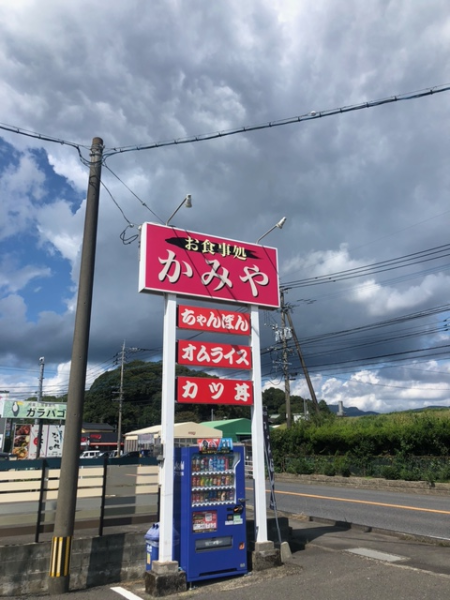 お食事処
かみや
ちゃんぽん
オムライス
カツ丼
ガラパゴ